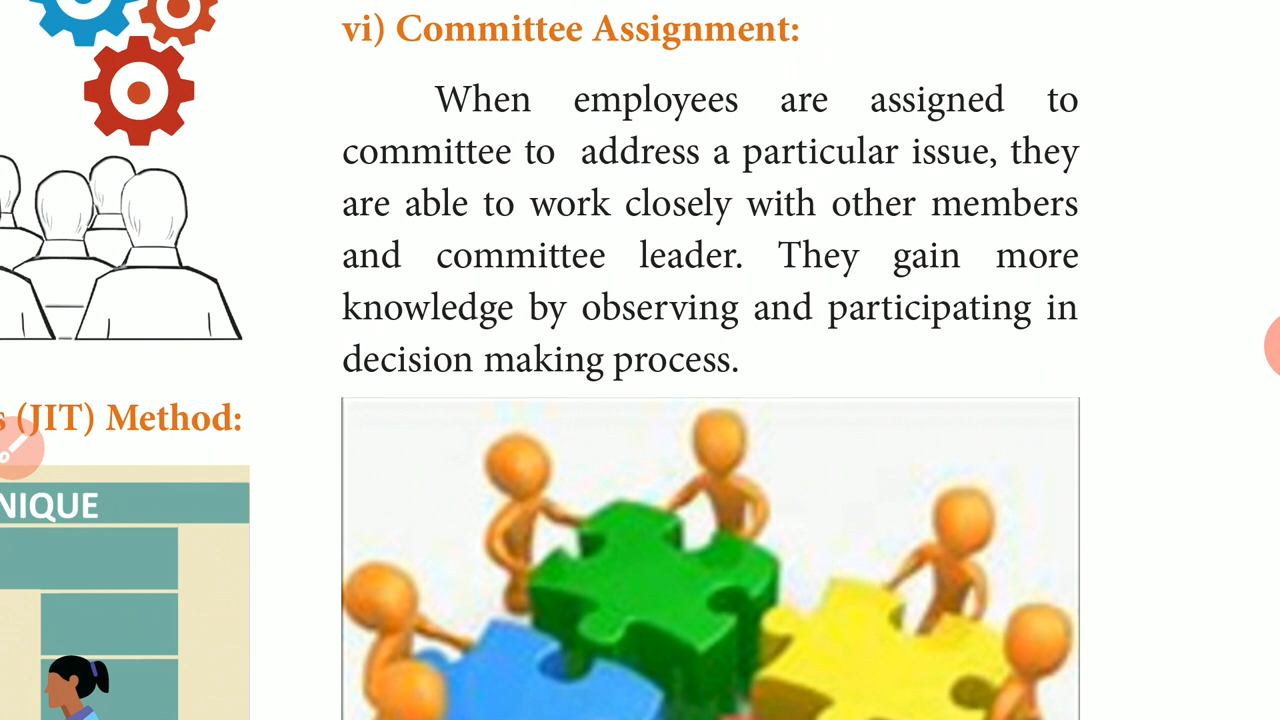 vi) Committee Assignment:
When employees are assigned to
committee to address a particular issue, they
are able to work closely with other members
and committee leader. They gain more
knowledge by observing and participating in
decision making process.
(JIT) Method: